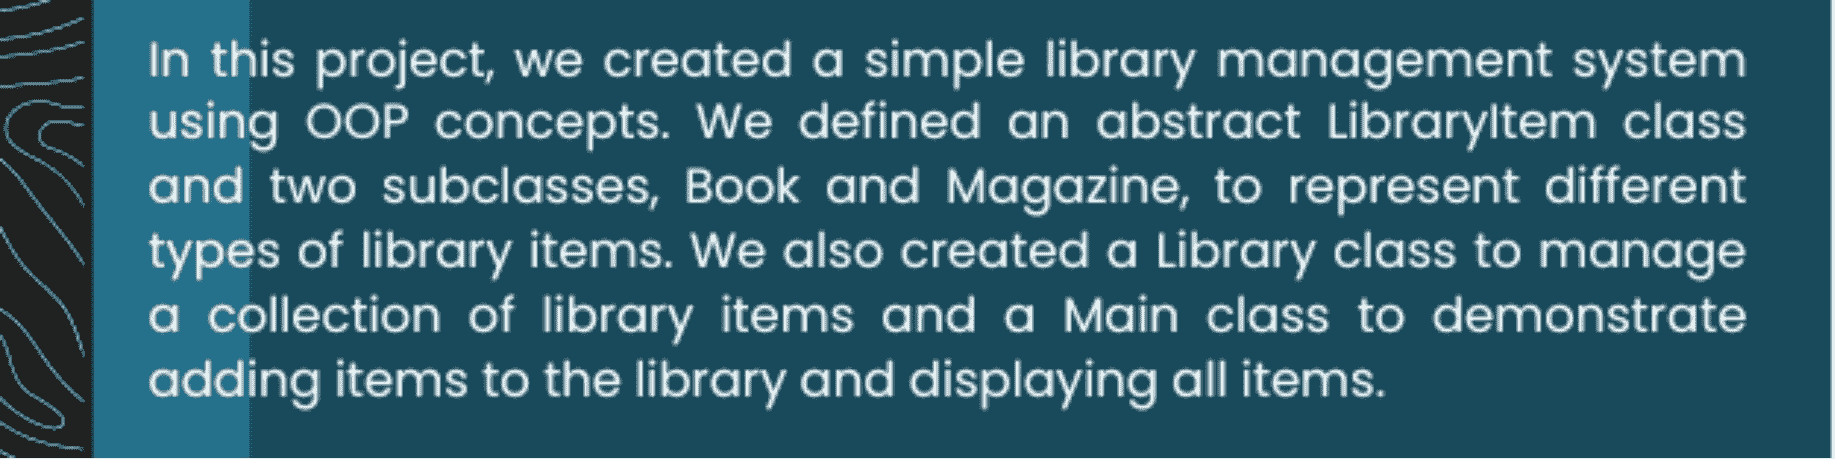 In this project, we created a simple library management system
using OOP concepts. We defined an abstract LibraryItem class
and two subclasses, Book and Magazine, to represent different
types of library items. We also created a Library class to manage
a collection of library items and a Main class to demonstrate
adding items to the library and displaying all items.